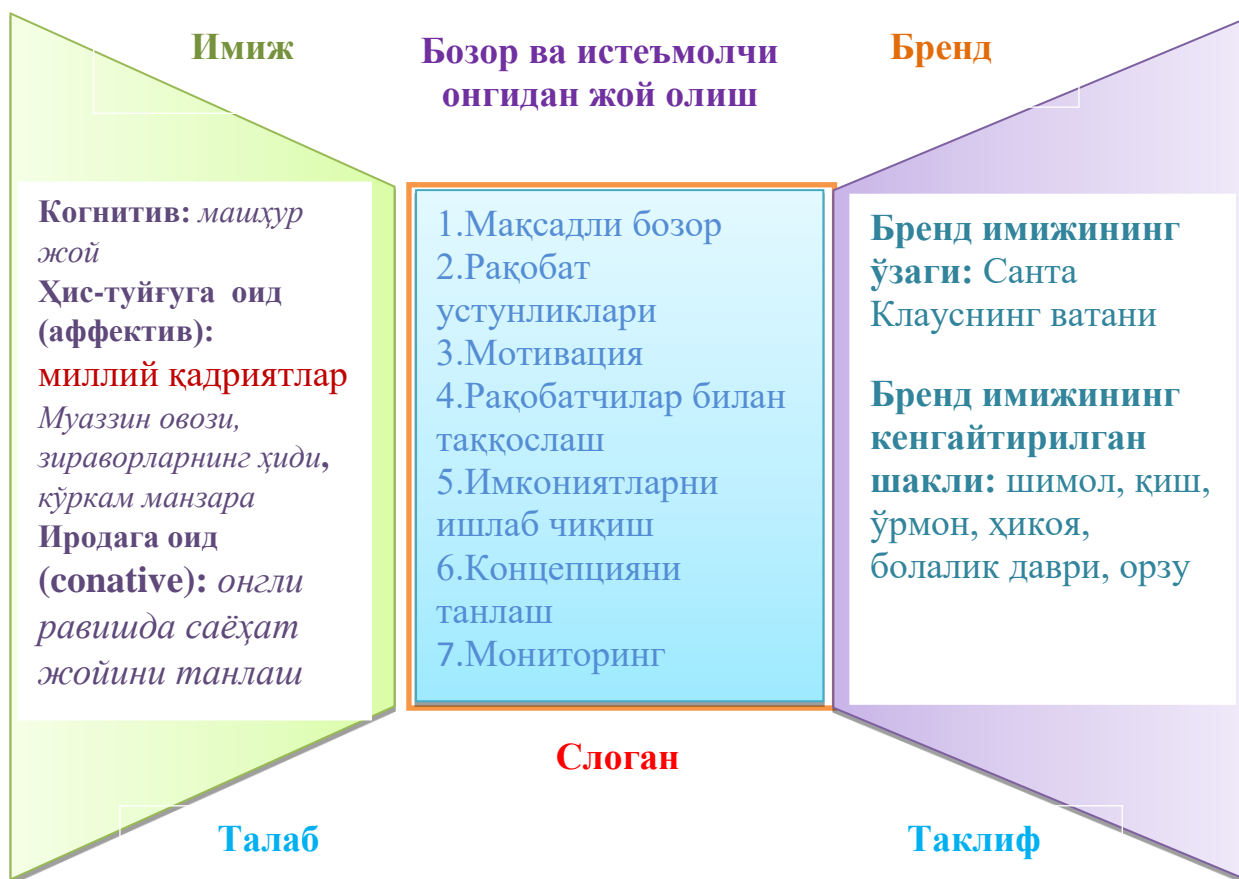 Имиж
Бозор ва истеъмолчи
онгидан жой олиш
Бренд
Когнитив: машҳур
жой
Ҳис-туйғуга оид
(аффектив):
миллий қадриятлар
Муаззин овози,
зираворларнинг ҳиди,
кўркам манзара
Иродага оид
(conative): онгли
равишда саёҳат
жойини танлаш
1.Мақсадли бозор
2.Рақобат
устунликлари
3.Мотивация
4.Рақобатчилар билан
таққослаш
5.Имкониятларни
ишлаб чиқиш
6.Концепцияни
танлаш
7.Мониторинг
Бренд имижининг
ўзаги: Санта
Клауснинг ватани
Бренд имижининг
кенгайтирилган
шакли: шимол, қиш,
ўрмон, ҳикоя,
болалик даври, орзу
Слоган
Талаб
Таклиф